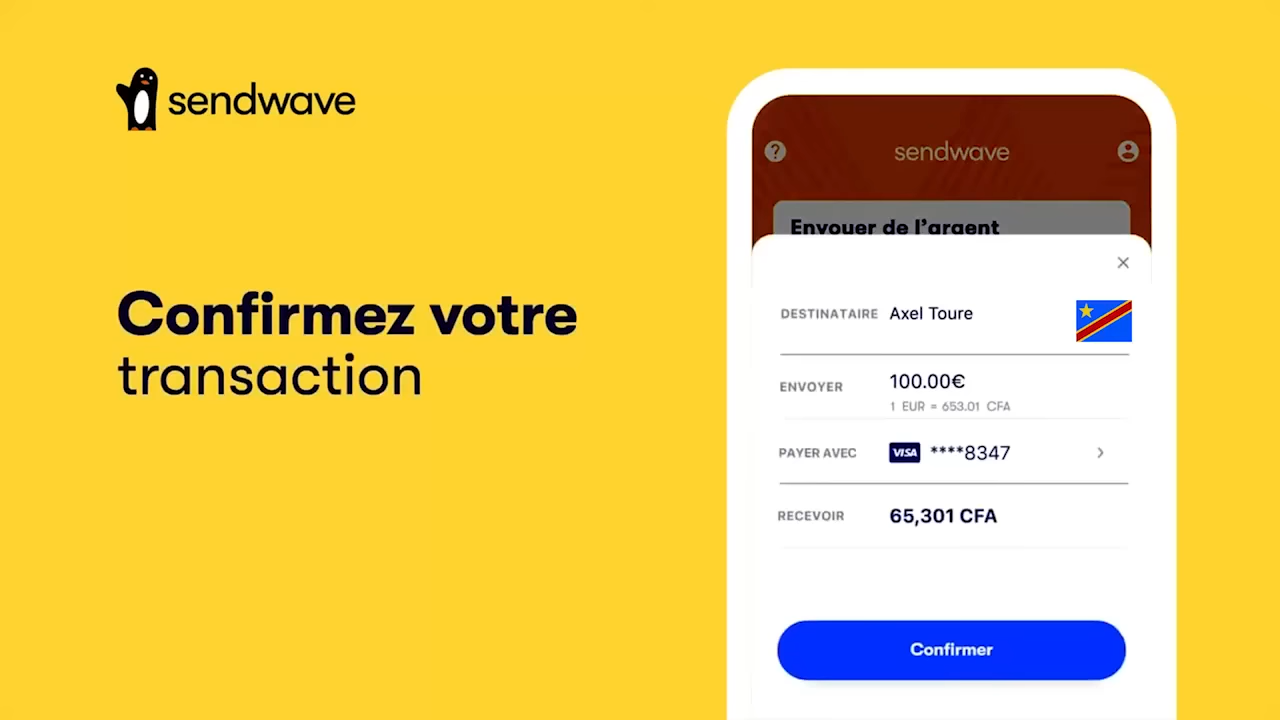 sendwave
Confirmez votre
transaction
?
sendwave
Envoyer de l'argent
DESTINATAIRE Axel Toure
ENVOYER 100.00€
1 EUR = 653.01 CFA
PAYER AVEC VISA ****8347
RECEVOIR 65,301 CFA
Confirmer